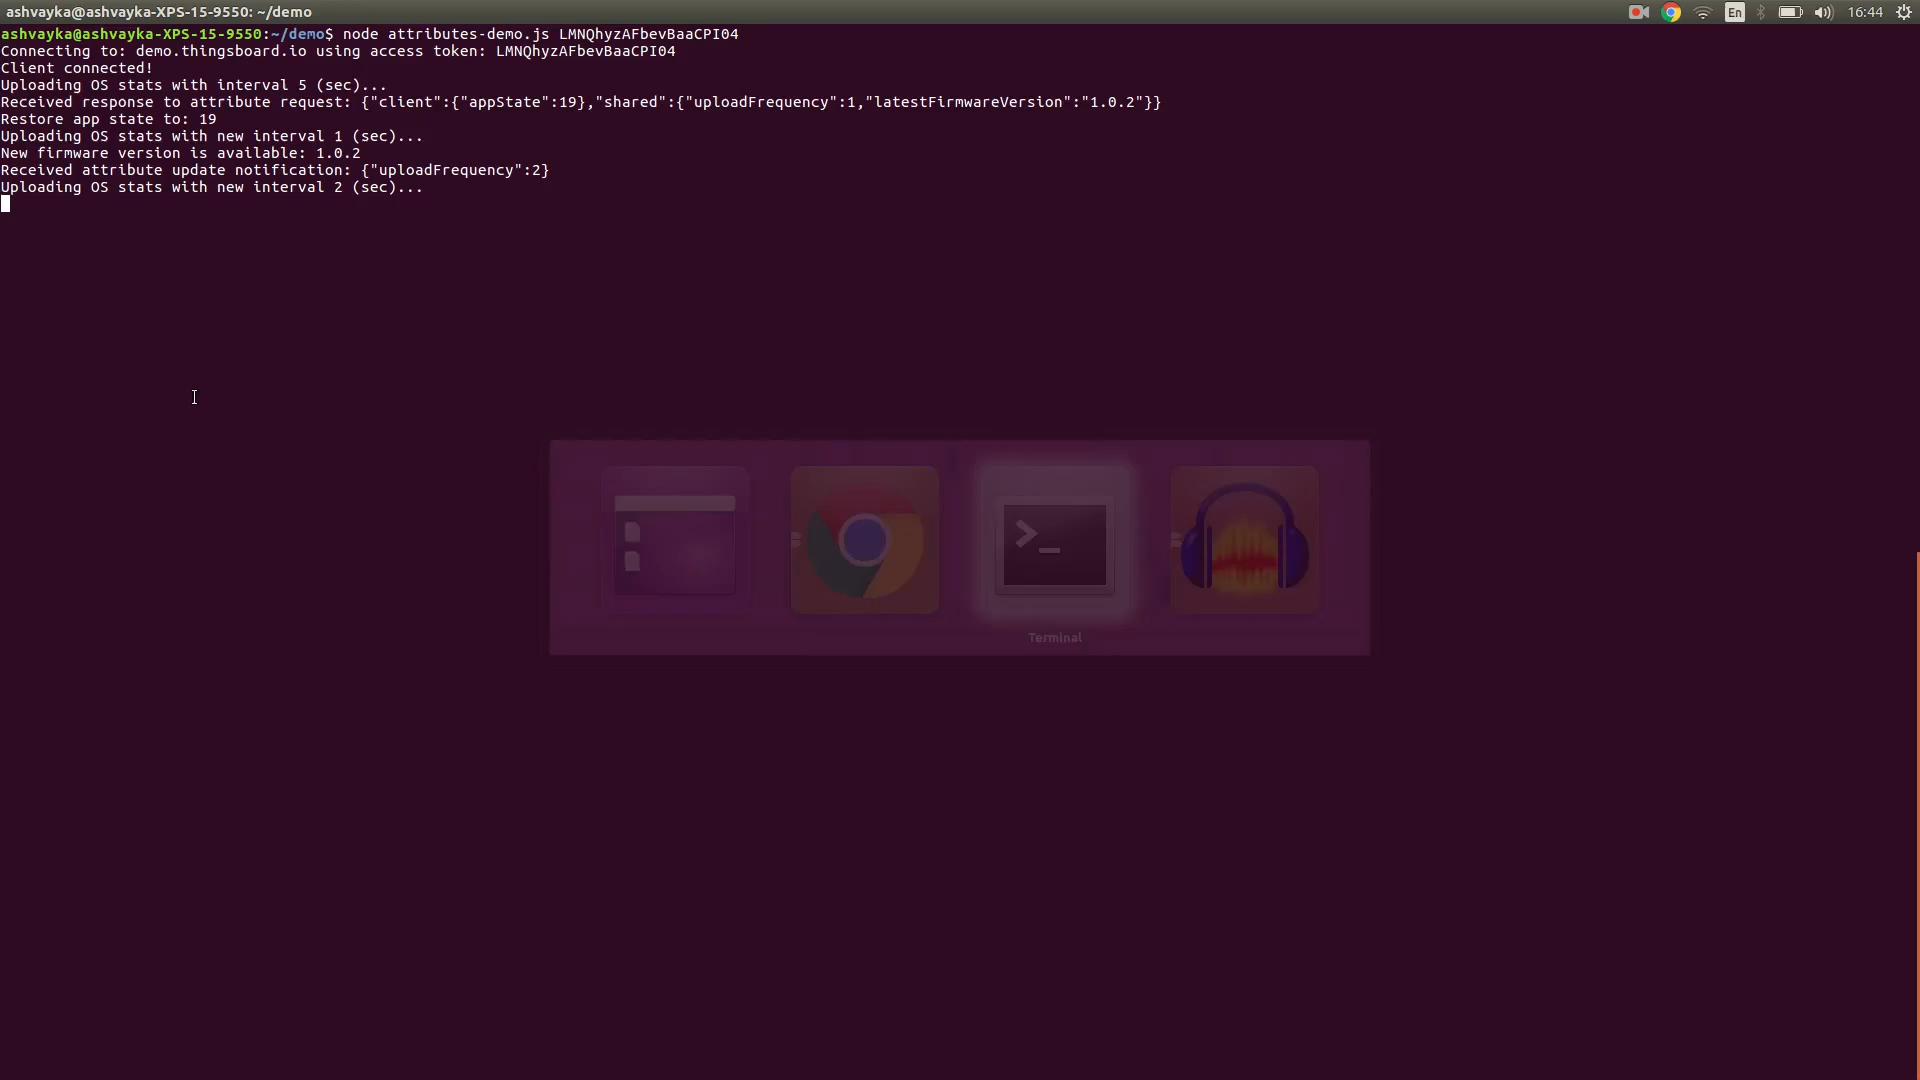 ashvayka@ashvayka-XPS-15-9550: ~/demo
En
16:44
ashvayka@ashvayka-XPS-15-9550:~/demo$ node attributes-demo.js LMNQhyzAFbevBaaCPI04
Connecting to: demo.thingsboard.io using access token: LMNQhyzAFbevBaaCPI04
Client connected!
Uploading OS stats with interval 5 (sec)...
Received response to attribute request: {"client":{"appState":19},"shared":{"uploadFrequency":1,"latestFirmwareVersion":"1.0.2"}}
Restore app state to: 19
Uploading OS stats with new interval 1 (sec)...
New firmware version is available: 1.0.2
Received attribute update notification: {"uploadFrequency":2}
Uploading OS stats with new interval 2 (sec)...
Terminal